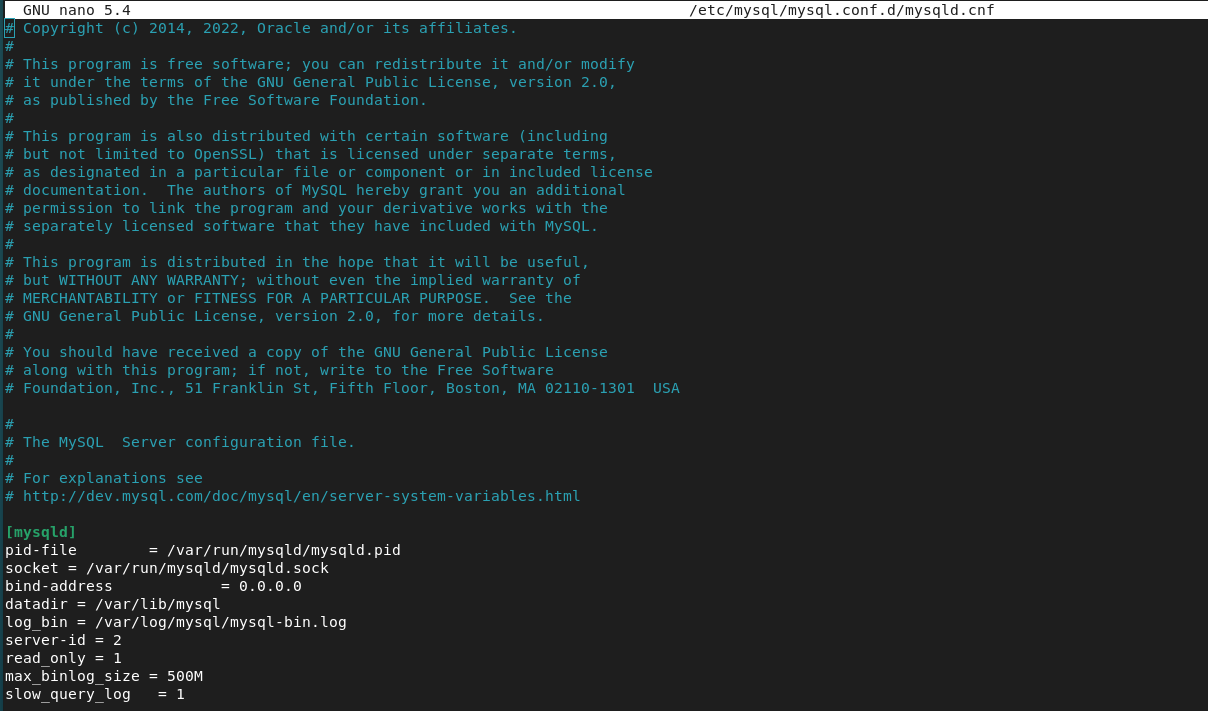 GNU nano 5.4 /etc/mysql/mysql.conf.d/mysqld.cnf
# Copyright (c) 2014, 2022, Oracle and/or its affiliates.
#
# This program is free software; you can redistribute it and/or modify
# it under the terms of the GNU General Public License, version 2.0,
# as published by the Free Software Foundation.
#
# This program is also distributed with certain software (including
# but not limited to OpenSSL) that is licensed under separate terms,
# as designated in a particular file or component or in included license
# documentation.  The authors of MySQL hereby grant you an additional
# permission to link the program and your derivative works with the
# separately licensed software that they have included with MySQL.
#
# This program is distributed in the hope that it will be useful,
# but WITHOUT ANY WARRANTY; without even the implied warranty of
# MERCHANTABILITY or FITNESS FOR A PARTICULAR PURPOSE.  See the
# GNU General Public License, version 2.0, for more details.
#
# You should have received a copy of the GNU General Public License
# along with this program; if not, write to the Free Software
# Foundation, Inc., 51 Franklin St, Fifth Floor, Boston, MA 02110-1301  USA

#
# The MySQL  Server configuration file.
#
# For explanations see
# http://dev.mysql.com/doc/mysql/en/server-system-variables.html

[mysqld]
pid-file        = /var/run/mysqld/mysqld.pid
socket = /var/run/mysqld/mysqld.sock
bind-address            = 0.0.0.0
datadir = /var/lib/mysql
log_bin = /var/log/mysql/mysql-bin.log
server-id = 2
read_only = 1
max_binlog_size = 500M
slow_query_log   = 1